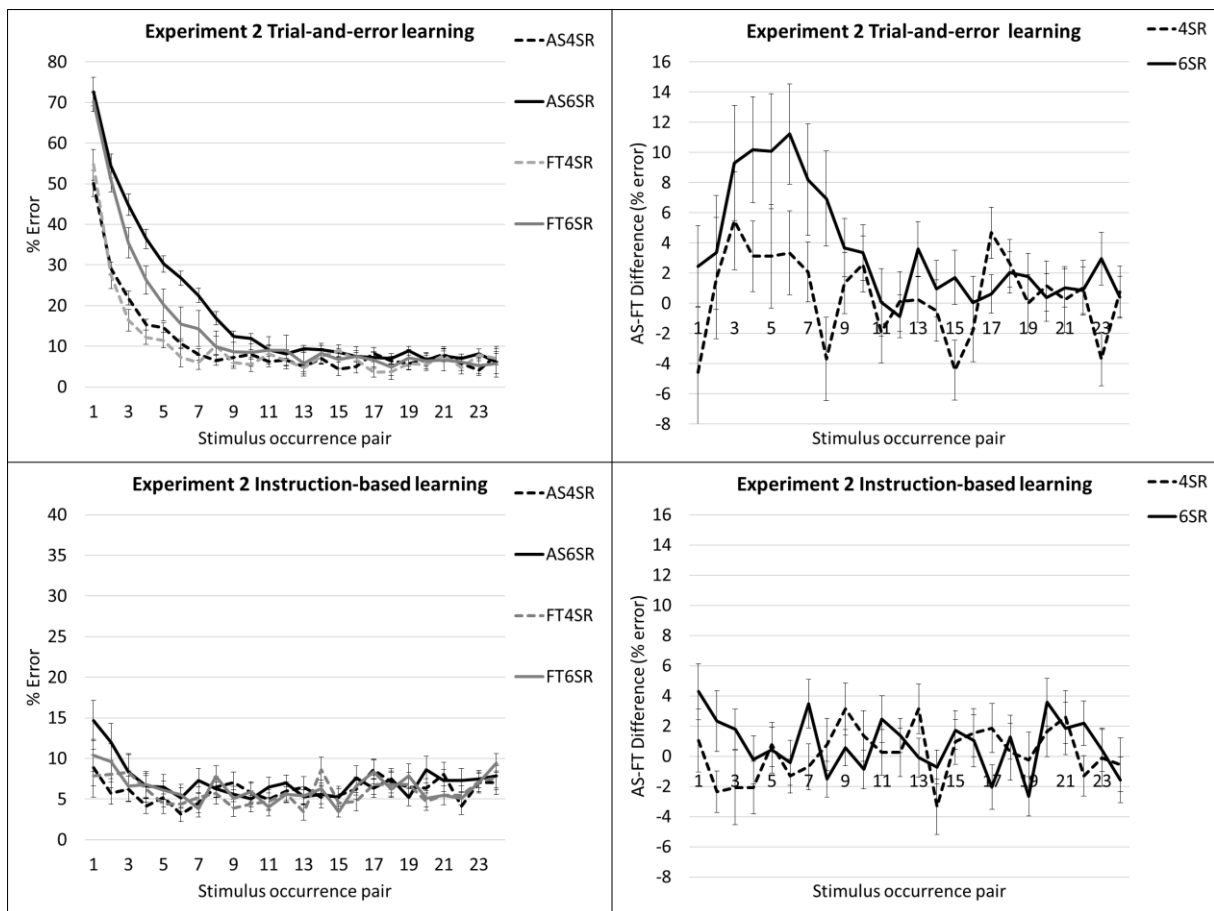 Experiment 2 Trial-and-error learning
AS4SR
AS6SR
FT4SR
FT6SR
% Error
80
70
60
50
40
30
20
10
0
1 3 5 7 9 11 13 15 17 19 21 23
Stimulus occurrence pair
Experiment 2 Trial-and-error learning
4SR
6SR
AS-FT Difference (% error)
16
14
12
10
8
6
4
2
0
-2
-4
-6
-8
1 3 5 7 9 11 13 15 17 19 21 23
Stimulus occurrence pair
Experiment 2 Instruction-based learning
AS4SR
AS6SR
FT4SR
FT6SR
% Error
40
35
30
25
20
15
10
5
0
1 3 5 7 9 11 13 15 17 19 21 23
Stimulus occurrence pair
Experiment 2 Instruction-based learning
4SR
6SR
AS-FT Difference (% error)
16
14
12
10
8
6
4
2
0
-2
-4
-6
-8
1 3 5 7 9 11 13 15 17 19 21 23
Stimulus occurrence pair